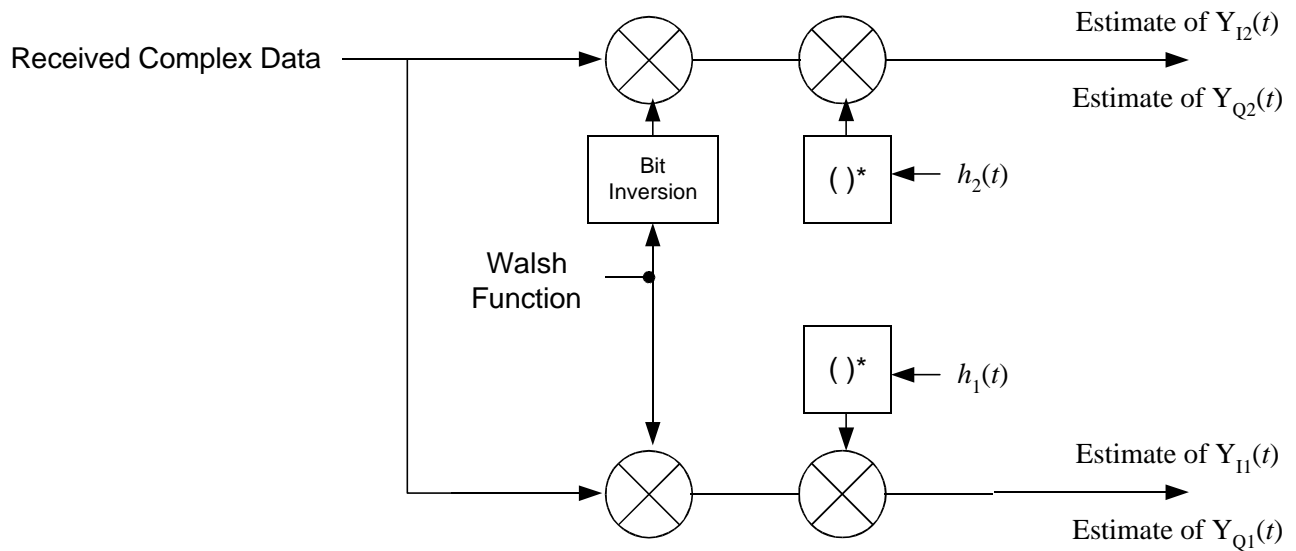 Estimate of Y_I2(t)
Received Complex Data
Estimate of Y_Q2(t)
Bit
Inversion
( )*
h_2(t)
Walsh
Function
( )*
h_1(t)
Estimate of Y_I1(t)
Estimate of Y_Q1(t)